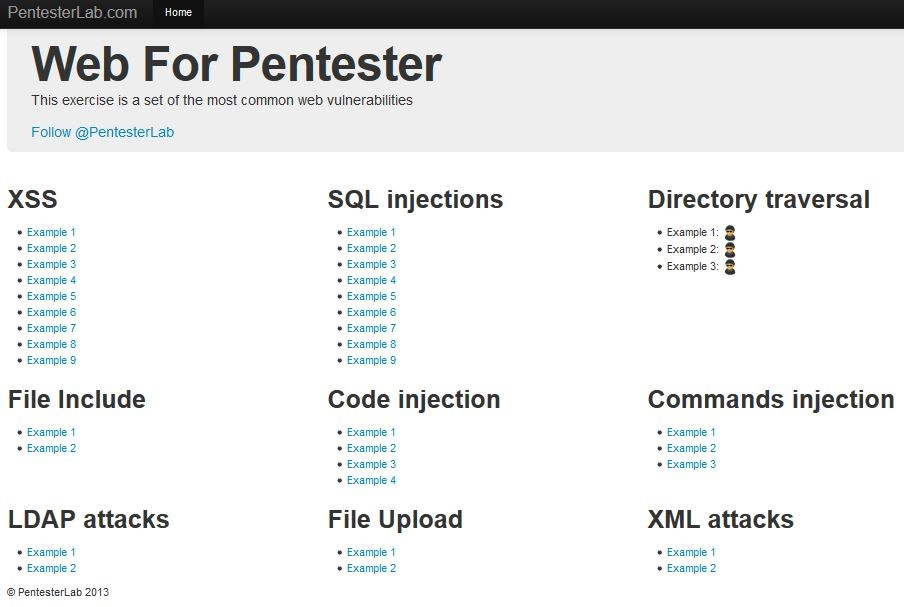 PentesterLab.com Home
Web For Pentester
This exercise is a set of the most common web vulnerabilities
Follow @PentesterLab
XSS
Example 1
Example 2
Example 3
Example 4
Example 5
Example 6
Example 7
Example 8
Example 9
SQL injections
Example 1
Example 2
Example 3
Example 4
Example 5
Example 6
Example 7
Example 8
Example 9
Directory traversal
Example 1:
Example 2:
Example 3:
File Include
Example 1
Example 2
Code injection
Example 1
Example 2
Example 3
Example 4
Commands injection
Example 1
Example 2
Example 3
LDAP attacks
Example 1
Example 2
File Upload
Example 1
Example 2
XML attacks
Example 1
Example 2
© PentesterLab 2013